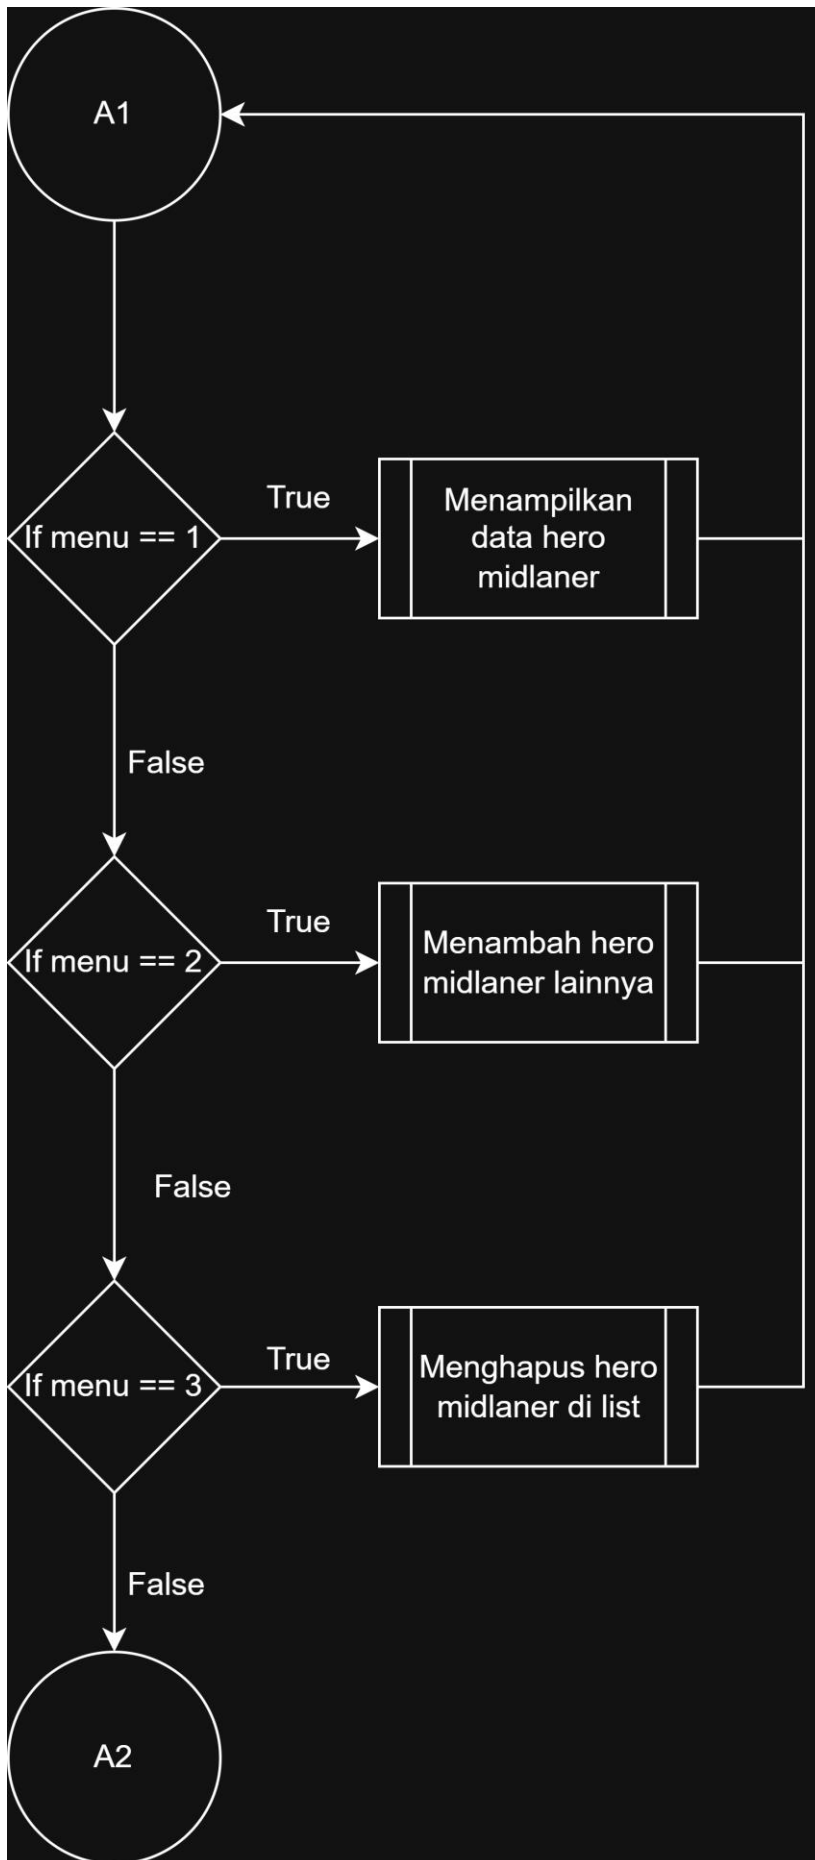 A1
If menu == 1
True
Menampilkan
data hero
midlaner
False
If menu == 2
True
Menambah hero
midlaner lainnya
False
If menu == 3
True
Menghapus hero
midlaner di list
False
A2